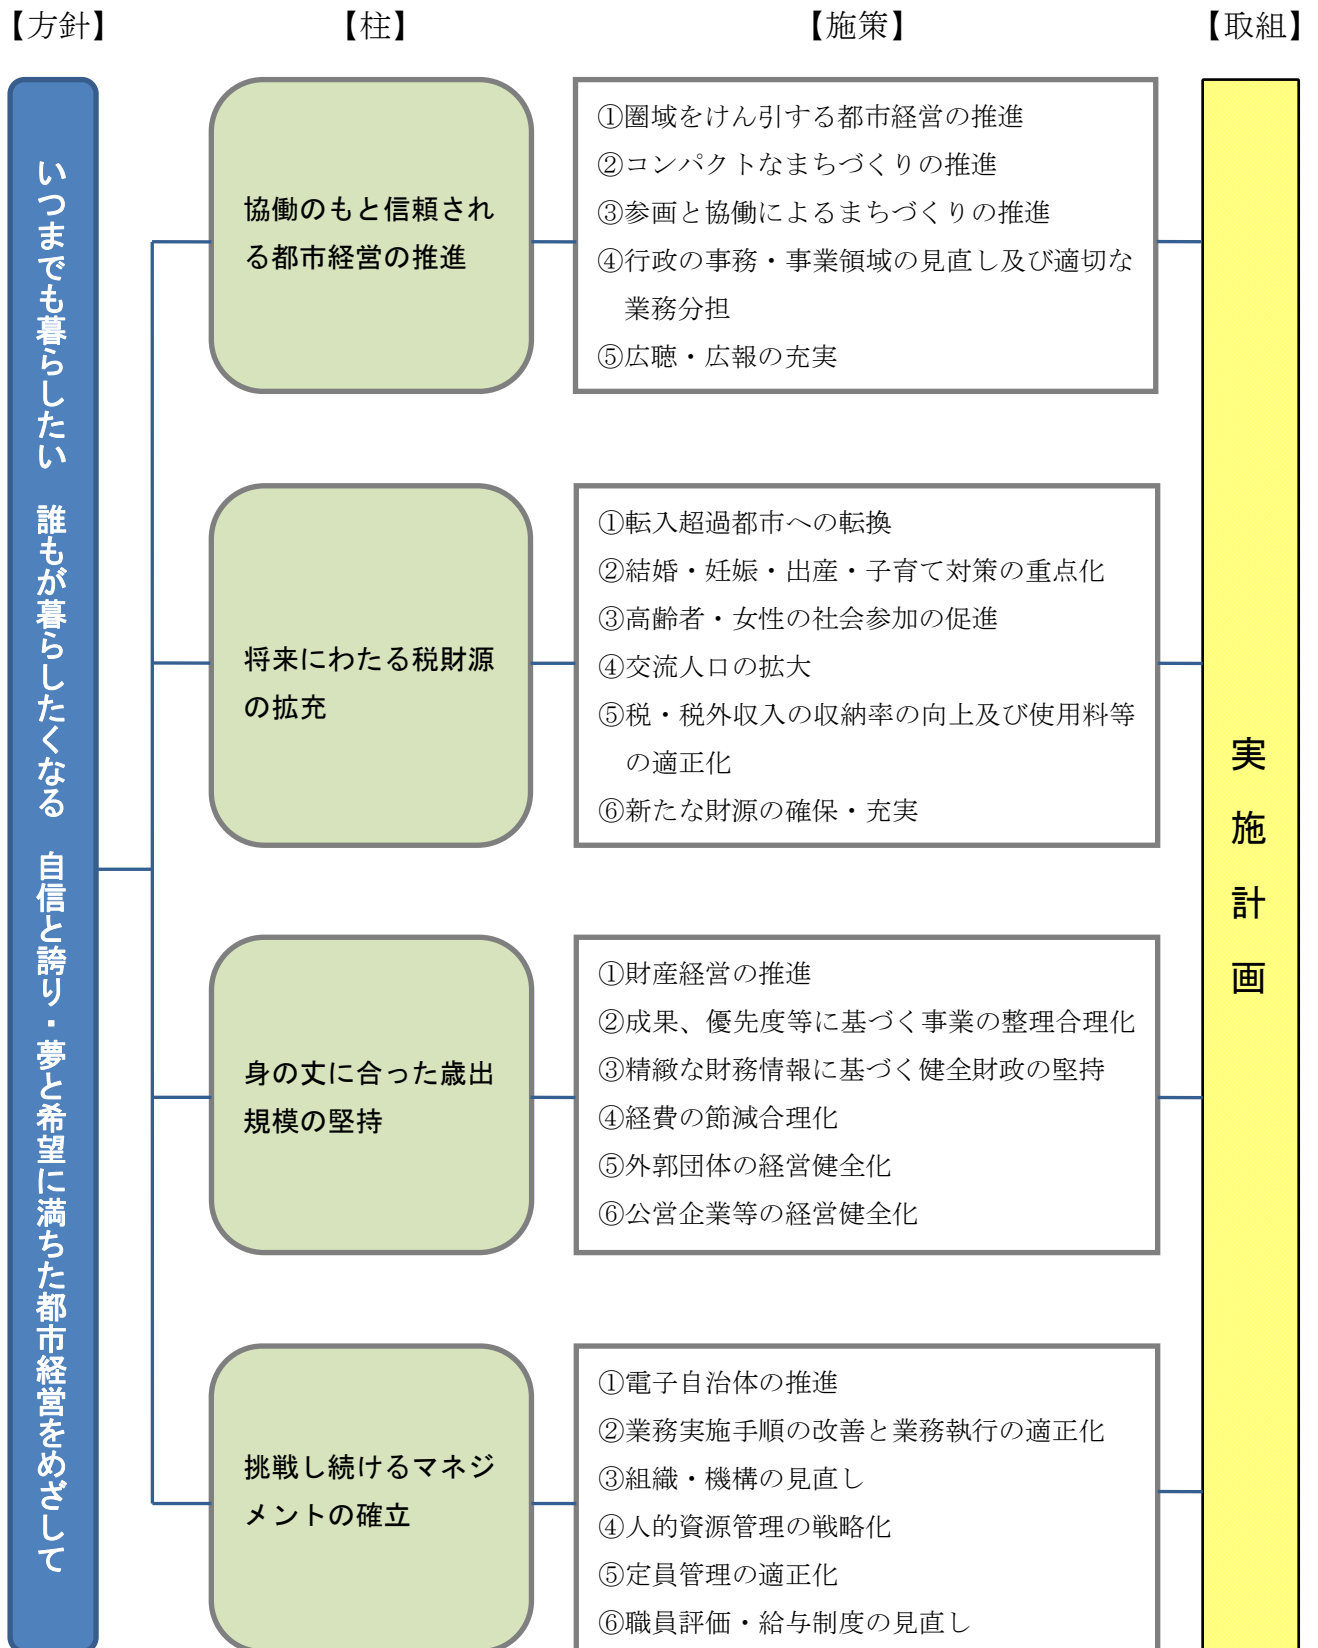 【方針】 【柱】 【施策】 【取組】
いつまでも暮らしたい　誰もが暮らしたくなる　自信と誇り・夢と希望に満ちた都市経営をめざして
協働のもと信頼され
る都市経営の推進
①圏域をけん引する都市経営の推進
②コンパクトなまちづくりの推進
③参画と協働によるまちづくりの推進
④行政の事務・事業領域の見直し及び適切な
業務分担
⑤広聴・広報の充実
将来にわたる税財源
の拡充
①転入超過都市への転換
②結婚・妊娠・出産・子育て対策の重点化
③高齢者・女性の社会参加の促進
④交流人口の拡大
⑤税・税外収入の収納率の向上及び使用料等
の適正化
⑥新たな財源の確保・充実
身の丈に合った歳出
規模の堅持
①財産経営の推進
②成果、優先度等に基づく事業の整理合理化
③精緻な財務情報に基づく健全財政の堅持
④経費の節減合理化
⑤外郭団体の経営健全化
⑥公営企業等の経営健全化
挑戦し続けるマネジ
メントの確立
①電子自治体の推進
②業務実施手順の改善と業務執行の適正化
③組織・機構の見直し
④人的資源管理の戦略化
⑤定員管理の適正化
⑥職員評価・給与制度の見直し
実施計画